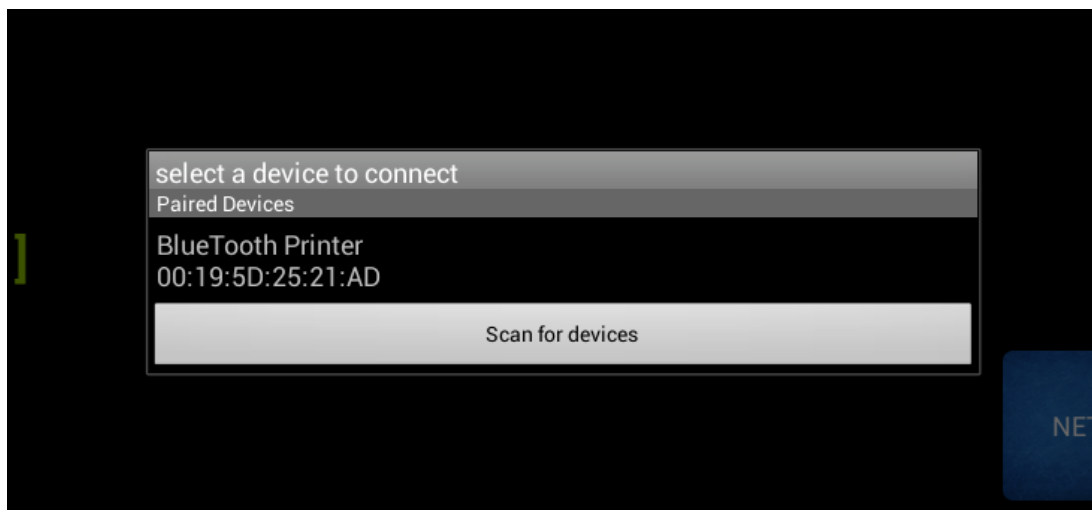 select a device to connect
Paired Devices
]
BlueTooth Printer
00:19:5D:25:21:AD
Scan for devices
NET